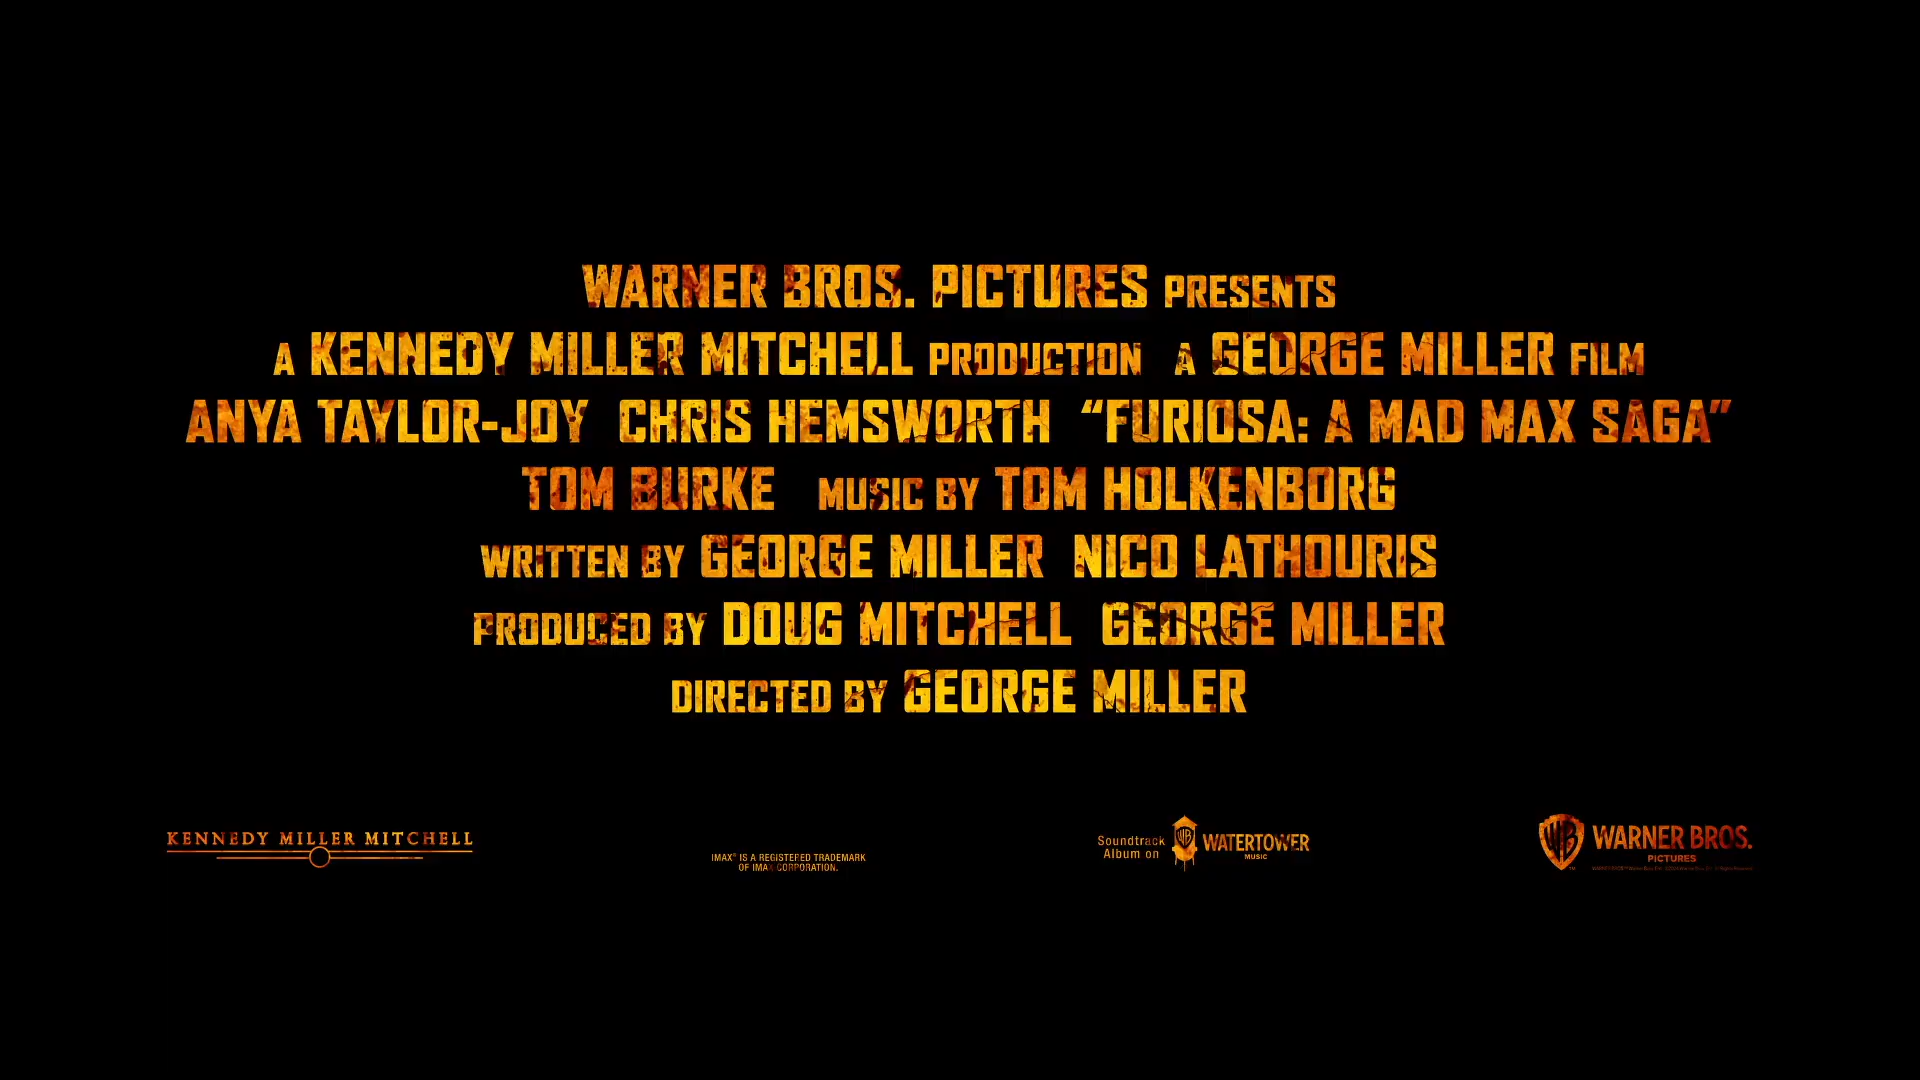 WARNER BROS. PICTURES PRESENTS
A KENNEDY MILLER MITCHELL PRODUCTION A GEORGE MILLER FILM
ANYA TAYLOR-JOY CHRIS HEMSWORTH “FURIOSA: A MAD MAX SAGA”
TOM BURKE MUSIC BY TOM HOLKENBORG
WRITTEN BY GEORGE MILLER NICO LATHOURIS
PRODUCED BY DOUG MITCHELL GEORGE MILLER
DIRECTED BY GEORGE MILLER
KENNEDY MILLER MITCHELL
IMAX® IS A REGISTERED TRADEMARK
OF IMAX CORPORATION.
Soundtrack
Album on
WB
WATERTOWER
MUSIC
WB
TM
WARNER BROS.
PICTURES